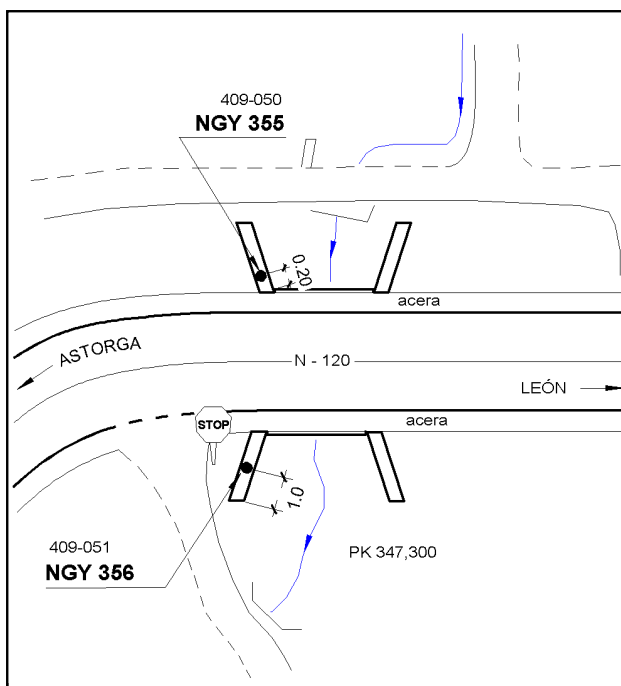 409-050
NGY 355
0.20
acera
ASTORGA
N - 120
LEÓN
STOP
acera
1.0
409-051
NGY 356
PK 347,300